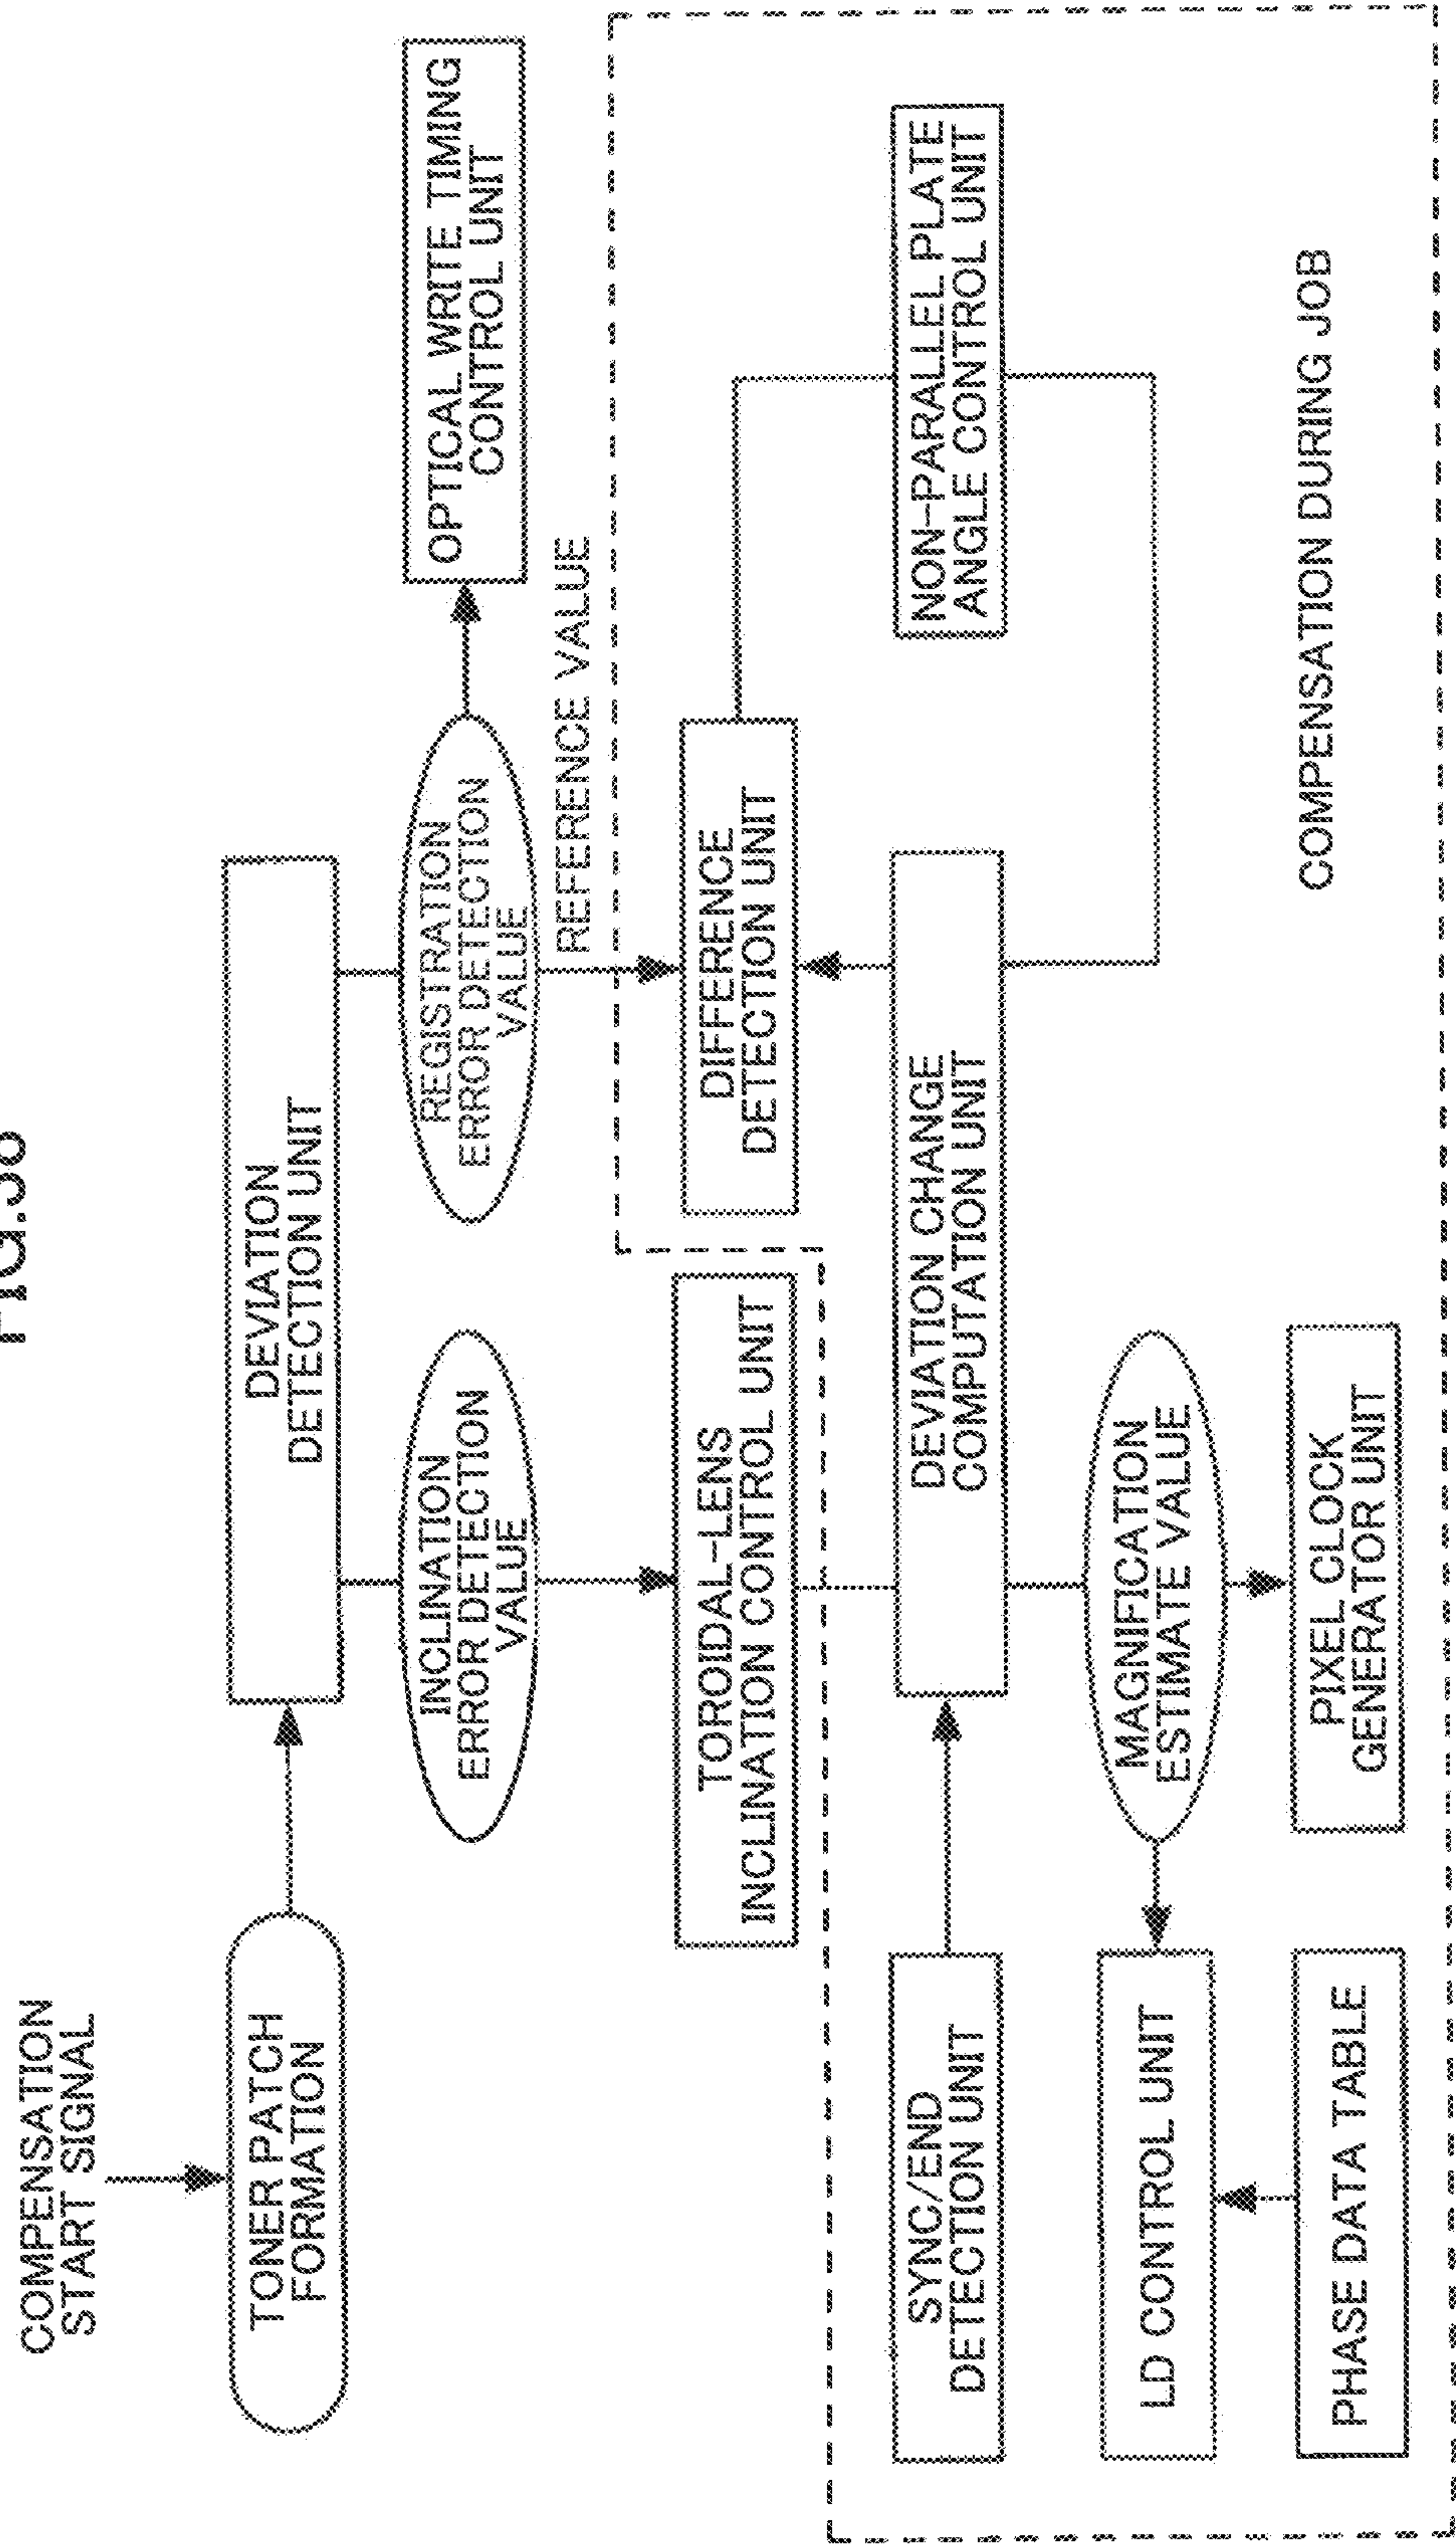 COMPENSATION
START SIGNAL
TONER PATCH
FORMATION
DEVIATION
DETECTION UNIT
INCLINATION
ERROR DETECTION
VALUE
REGISTRATION
ERROR DETECTION
VALUE
OPTICAL WRITE TIMING
CONTROL UNIT
REFERENCE VALUE
TOROIDAL-LENS
INCLINATION CONTROL UNIT
DIFFERENCE
DETECTION UNIT
SYNC/END
DETECTION UNIT
DEVIATION CHANGE
COMPUTATION UNIT
NON-PARALLEL PLATE
ANGLE CONTROL UNIT
LD CONTROL UNIT
MAGNIFICATION
ESTIMATE VALUE
PHASE DATA TABLE
PIXEL CLOCK
GENERATOR UNIT
COMPENSATION DURING JOB